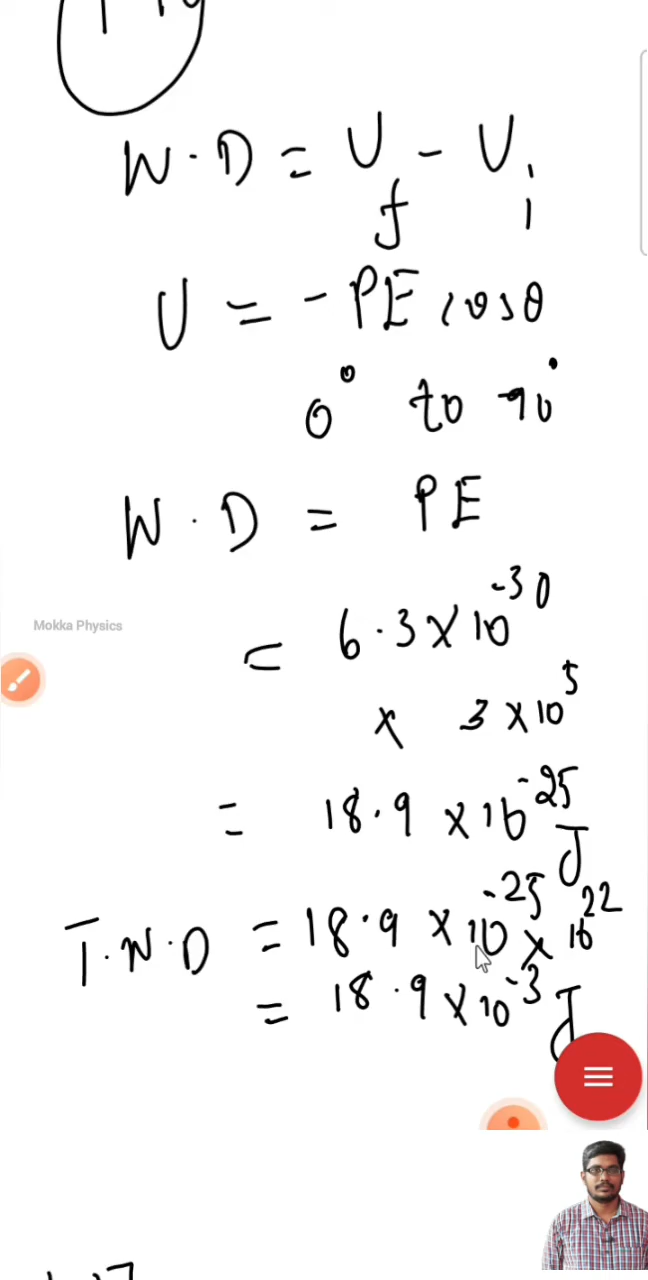 W.D = U_f - U_i
U = - PE cosθ
0° to 90°
W.D = PE
= 6.3 × 10^-30
× 3 × 10^5
Mokka Physics
= 18.9 × 10^-25 J
T.W.D = 18.9 × 10^-25 × 10^22
= 18.9 × 10^-3 J